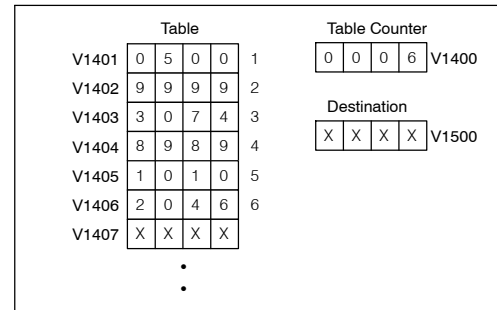 Table
V1401 0 5 0 0 1
V1402 9 9 9 9 2
V1403 3 0 7 4 3
V1404 8 9 8 9 4
V1405 1 0 1 0 5
V1406 2 0 4 6 6
V1407 X X X X
Table Counter
0 0 0 6 V1400
Destination
X X X X V1500